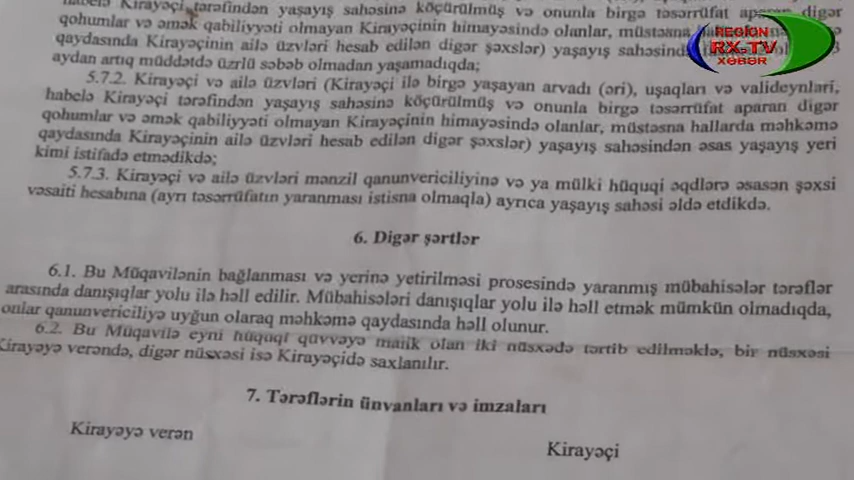 habelə Kirayəçi tərəfindən yaşayış sahəsinə köçürülmüş və onunla birgə təsərrüfat aparan digər
qohumlar və əmək qabiliyyəti olmayan Kirayəçinin himayəsində olanlar, müstəsna
qaydasında Kirayəçinin ailə üzvləri hesab edilən digər şəxslər) yaşayış sahəsində 3
aydan artıq müddətdə üzrlü səbəb olmadan yaşamadıqda;
5.7.2. Kirayəçi və ailə üzvləri (Kirayəçi ilə birgə yaşayan arvadı (əri), uşaqları və valideynləri,
habelə Kirayəçi tərəfindən yaşayış sahəsinə köçürülmüş və onunla birgə təsərrüfat aparan digər
qohumlar və əmək qabiliyyəti olmayan Kirayəçinin himayəsində olanlar, müstəsna hallarda məhkəmə
qaydasında Kirayəçinin ailə üzvləri hesab edilən digər şəxslər) yaşayış sahəsindən əsas yaşayış yeri
kimi istifadə etmədikdə;
5.7.3. Kirayəçi və ailə üzvləri mənzil qanunvericiliyinə və ya mülki hüquqi əqdlərə əsasən şəxsi
vəsaiti hesabına (ayrı təsərrüfatın yaranması istisna olmaqla) ayrıca yaşayış sahəsi əldə etdikdə.
6. Digər şərtlər
6.1. Bu Müqavilənin bağlanması və yerinə yetirilməsi prosesində yaranmış mübahisələr tərəflər
arasında danışıqlar yolu ilə həll edilir. Mübahisələri danışıqlar yolu ilə həll etmək mümkün olmadıqda,
onlar qanunvericiliyə uyğun olaraq məhkəmə qaydasında həll olunur.
6.2. Bu Müqavilə eyni hüquqi qüvvəyə malik olan iki nüsxədə tərtib edilməklə, bir nüsxəsi
Kirayəyə verəndə, digər nüsxəsi isə Kirayəçidə saxlanılır.
7. Tərəflərin ünvanları və imzaları
Kirayəyə verən
Kirayəçi
REGION
RX-TV
XƏBƏR